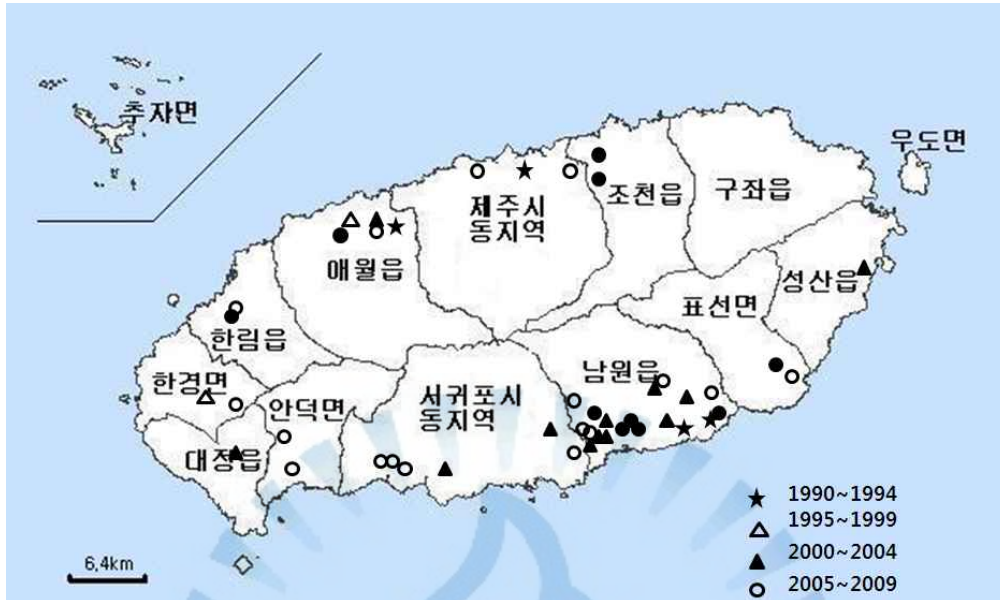 추자면
우도면
제주시
동지역
조천읍
구좌읍
애월읍
성산읍
표선면
한림읍
남원읍
한경면
서귀포시
동지역
안덕면
대정읍
1990~1994
1995~1999
2000~2004
2005~2009
6.4km